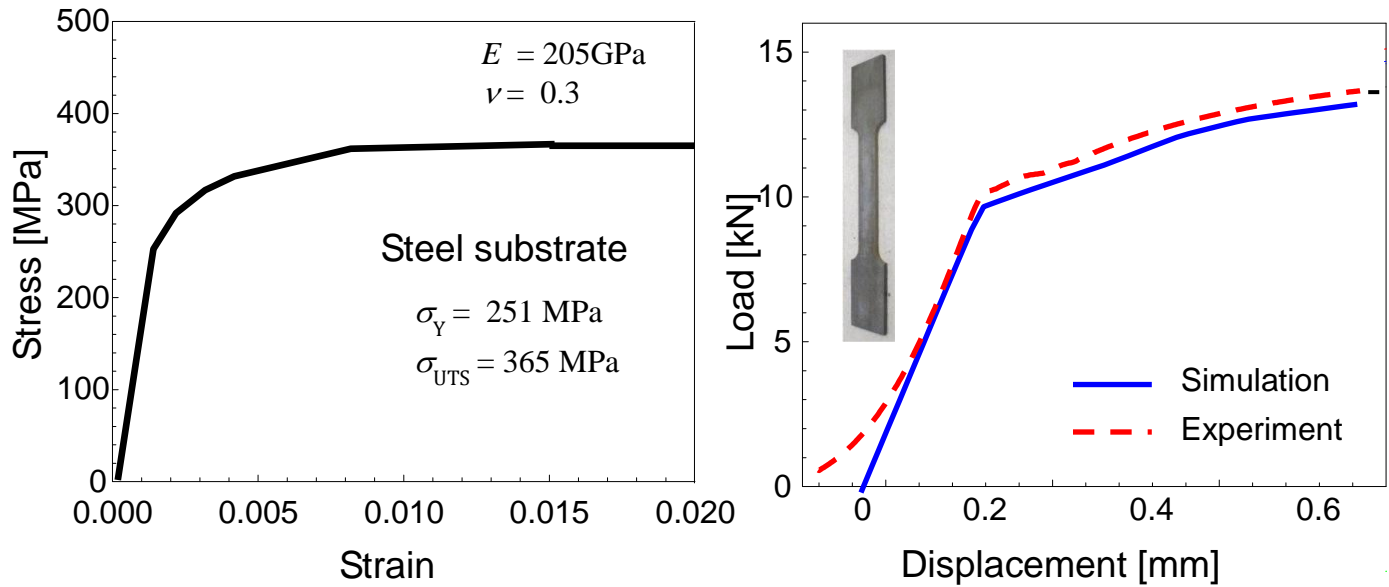 500
400
300
200
100
0
Stress [MPa]
E = 205GPa
ν = 0.3
Steel substrate
σY = 251 MPa
σUTS = 365 MPa
0.000 0.005 0.010 0.015 0.020
Strain
15
10
5
0
Load [kN]
Simulation
Experiment
0 0.2 0.4 0.6
Displacement [mm]